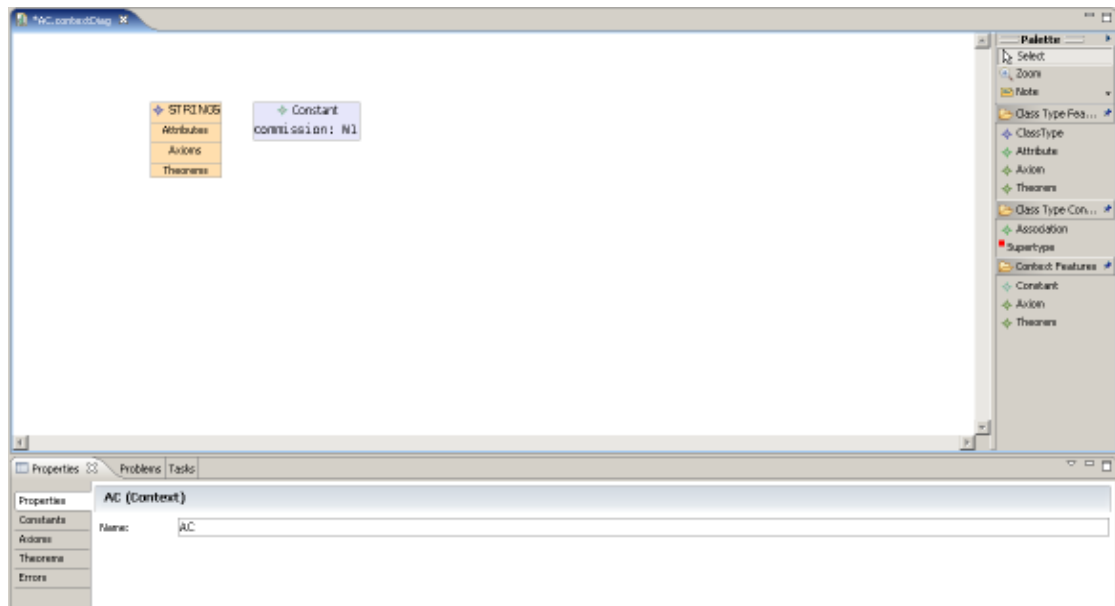 *AC.contextDiag
STRINGS
Attributes
Axioms
Theorems
Constant
commission: N1
Palette
Select
Zoom
Note
Class Type Fea...
ClassType
Attribute
Axiom
Theorem
Class Type Con...
Association
Supertype
Context Features
Constant
Axiom
Theorem
Properties Problems Tasks
Properties
Constants
Axioms
Theorems
Errors
AC (Context)
Name: AC